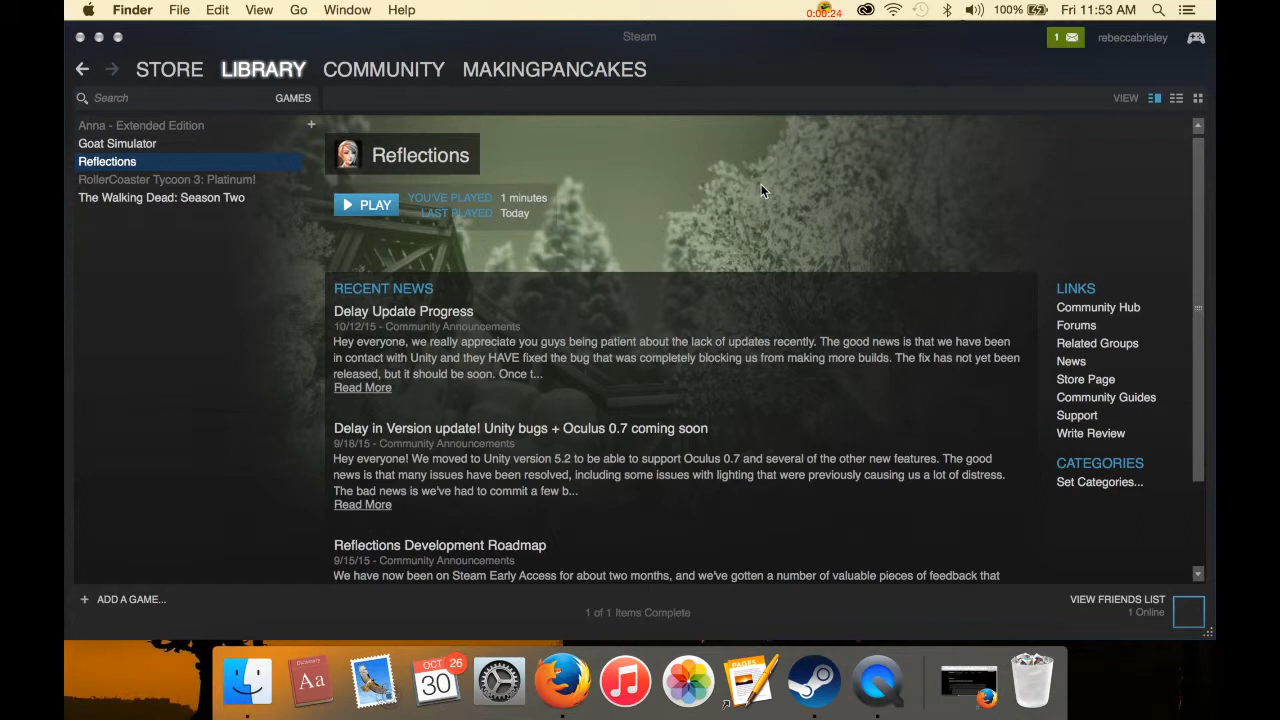 Finder File Edit View Go Window Help 0:00:24 100% Fri 11:53 AM
Steam
1 rebeccabrisley
STORE LIBRARY COMMUNITY MAKINGPANCAKES
Search GAMES VIEW
Anna - Extended Edition +
Goat Simulator
Reflections
RollerCoaster Tycoon 3: Platinum!
The Walking Dead: Season Two
Reflections
PLAY YOU'VE PLAYED 1 minutes
LAST PLAYED Today
RECENT NEWS
Delay Update Progress
10/12/15 - Community Announcements
Hey everyone, we really appreciate you guys being patient about the lack of updates recently. The good news is that we have been
in contact with Unity and they HAVE fixed the bug that was completely blocking us from making more builds. The fix has not yet been
released, but it should be soon. Once t...
Read More
Delay in Version update! Unity bugs + Oculus 0.7 coming soon
9/18/15 - Community Announcements
Hey everyone! We moved to Unity version 5.2 to be able to support Oculus 0.7 and several of the other new features. The good
news is that many issues have been resolved, including some issues with lighting that were previously causing us a lot of distress.
The bad news is we've had to commit a few b...
Read More
Reflections Development Roadmap
9/15/15 - Community Announcements
We have now been on Steam Early Access for about two months, and we've gotten a number of valuable pieces of feedback that
LINKS
Community Hub
Forums
Related Groups
News
Store Page
Community Guides
Support
Write Review
CATEGORIES
Set Categories...
+ ADD A GAME...
1 of 1 Items Complete
VIEW FRIENDS LIST
1 Online
Dictionary
Aa
OCT 26
30
PAGES